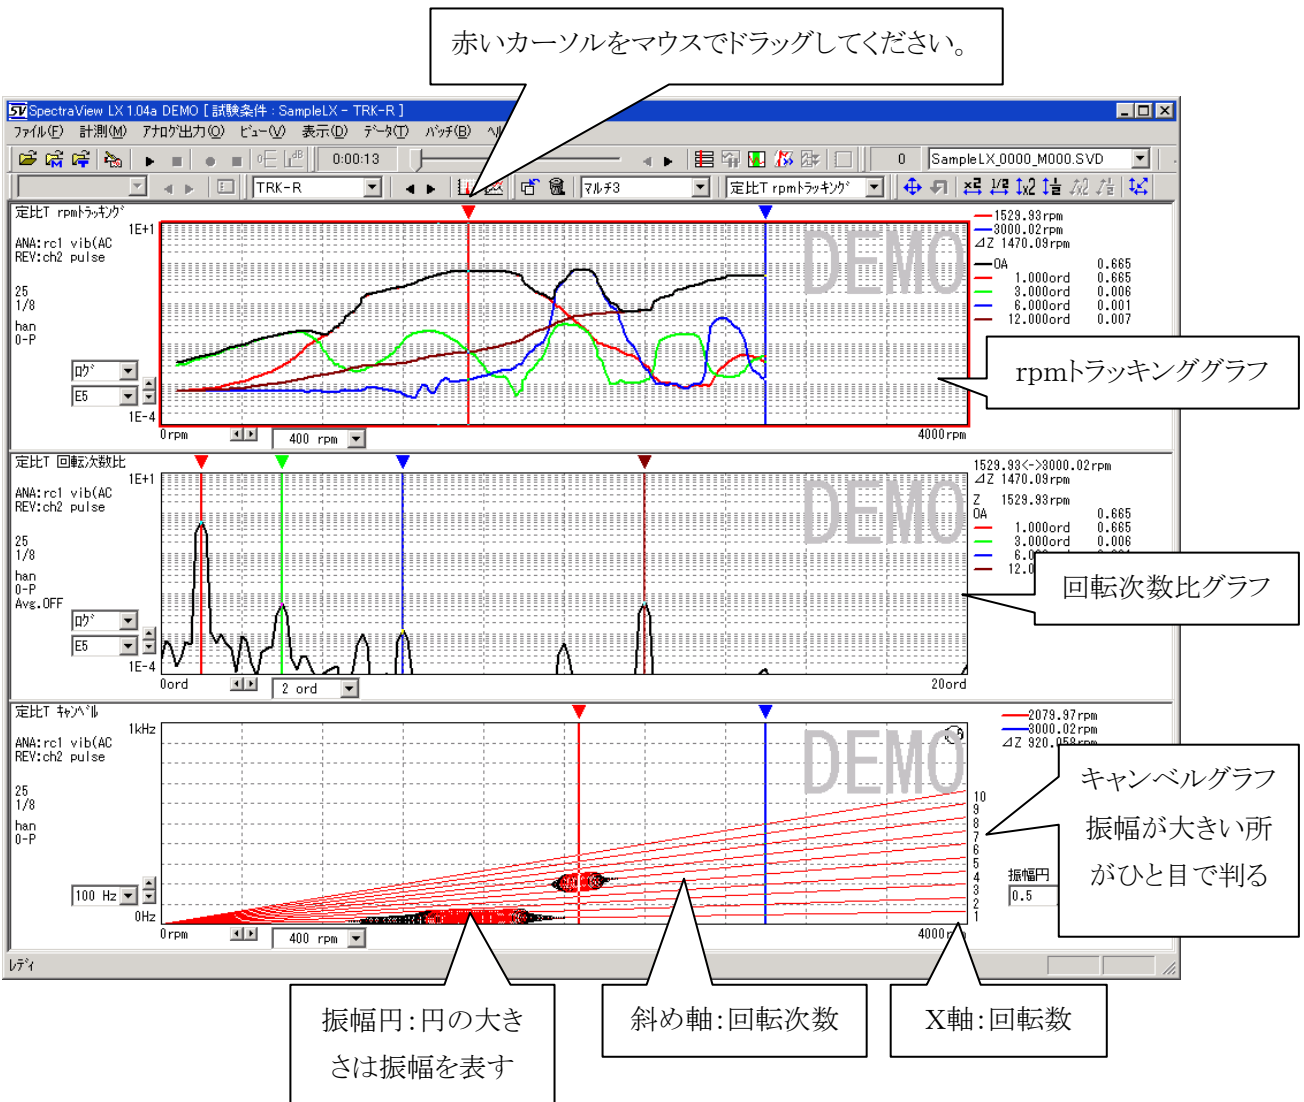 赤いカーソルをマウスでドラッグしてください。
SV SpectraView LX 1.04a DEMO [ 試験条件 : SampleLX - TRK-R ]
ファイル(F) 計測(M) アナログ出力(O) ビュー(V) 表示(D) データ(T) バッチ(B)
0:00:13 0 SampleLX_0000_M000.SVD
TRK-R マルチ3 定比T rpmトラッキング
定比T rpmトラッキング
ANA:rc1 vib(AC
REV:ch2 pulse
25
1/8
han
0-P
ログ
E5
1E+1
1E-4
0rpm
400 rpm
4000rpm
DEMO
1529.93rpm
3000.02rpm
⊿Z 1470.09rpm
OA 0.665
1.000ord 0.665
3.000ord 0.006
6.000ord 0.001
12.000ord 0.007
rpmトラッキンググラフ
定比T 回転次数比
ANA:rc1 vib(AC
REV:ch2 pulse
25
1/8
han
0-P
Avg.OFF
ログ
E5
1E+1
1E-4
0ord
2 ord
20ord
DEMO
1529.93<->3000.02rpm
⊿Z 1470.09rpm
Z 1529.93rpm
OA 0.665
1.000ord 0.665
3.000ord 0.006
回転次数比グラフ
定比T キャンベル
ANA:rc1 vib(AC
REV:ch2 pulse
25
1/8
han
0-P
100 Hz
1kHz
0Hz
0rpm
400 rpm
4000rpm
DEMO
2079.97rpm
3000.02rpm
⊿Z 920.058rpm
10
9
8
7
6
5
4
3
2
1
振幅円
0.5
キャンベルグラフ
振幅が大きい所
がひと目で判る
レディ
振幅円:円の大き
さは振幅を表す
斜め軸:回転次数
X軸:回転数